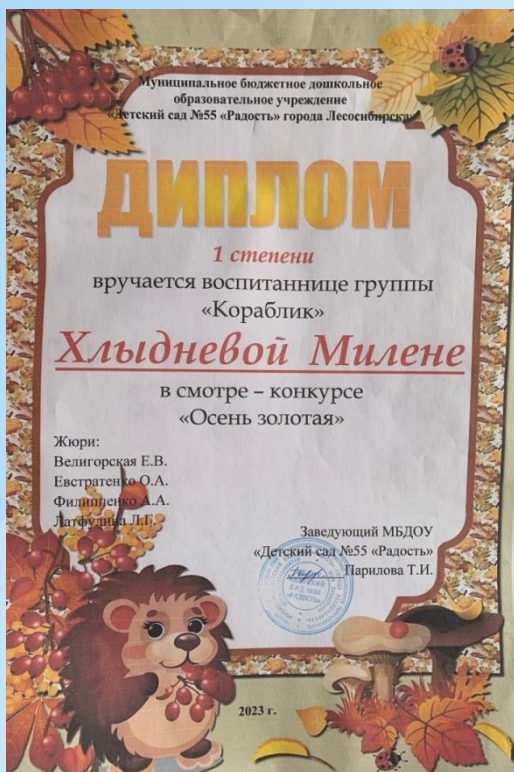 Муниципальное бюджетное дошкольное
образовательное учреждение
«Детский сад №55 «Радость» города Лесосибирска»
ДИПЛОМ
1 степени
вручается воспитаннице группы
«Кораблик»
Хлыдневой Милене
в смотре – конкурсе
«Осень золотая»
Жюри:
Велигорская Е.В.
Евстратенко О.А.
Филиппенко А.А.
Латфулина Л.Г.
Заведующий МБДОУ
«Детский сад №55 «Радость»
Парилова Т.И.
2023 г.